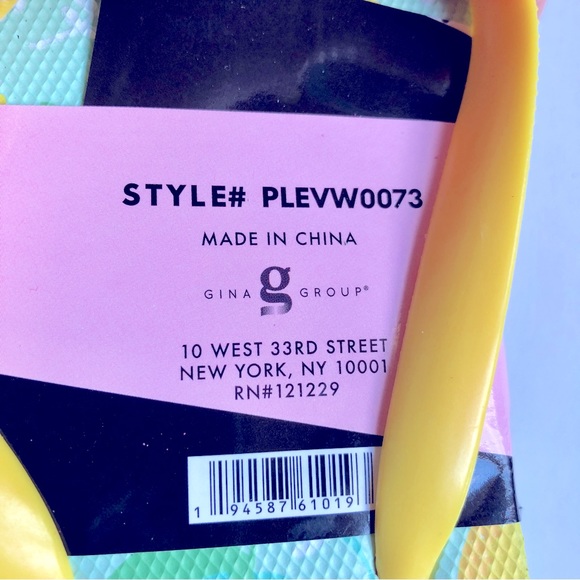 STYLE# PLEVW0073
MADE IN CHINA
GINA g GROUP®
10 WEST 33RD STREET
NEW YORK, NY 10001
RN#121229
1 94587 61019